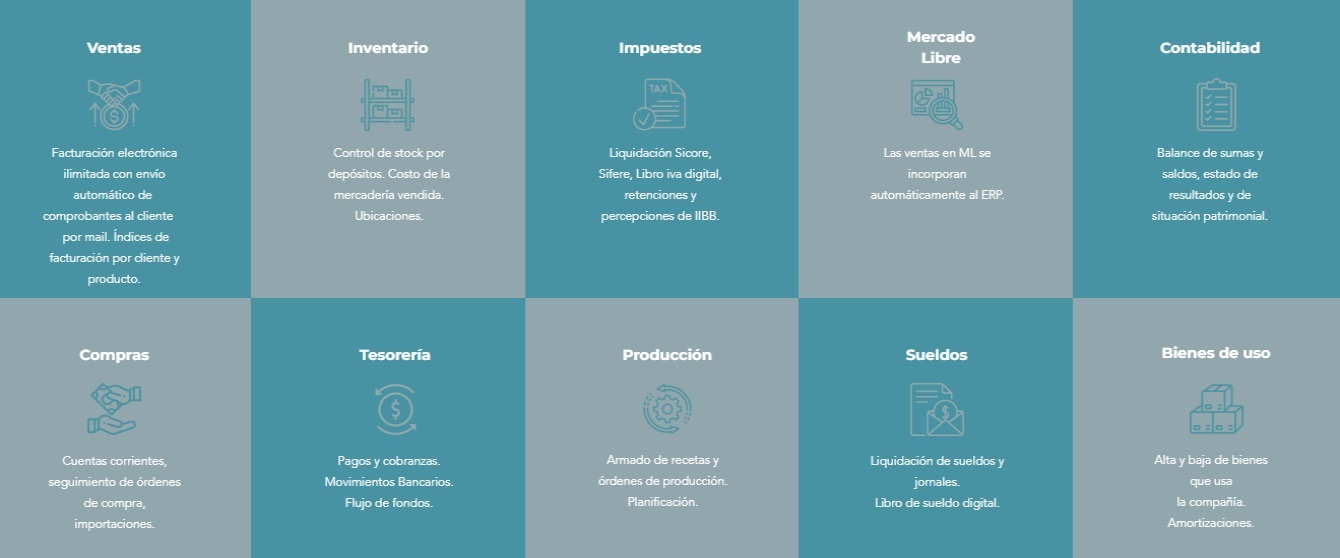 Ventas
Facturación electrónica
ilimitada con envío
automático de
comprobantes al cliente
por mail. Índices de
facturación por cliente y
producto.
Inventario
Control de stock por
depósitos. Costo de la
mercadería vendida.
Ubicaciones.
Impuestos
TAX
Liquidación Sicore,
Sifere, Libro iva digital,
retenciones y
percepciones de IIBB.
Mercado
Libre
Las ventas en ML se
incorporan
automáticamente al ERP.
Contabilidad
Balance de sumas y
saldos, estado de
resultados y de
situación patrimonial.
Compras
Cuentas corrientes,
seguimiento de órdenes
de compra,
importaciones.
Tesorería
Pagos y cobranzas.
Movimientos Bancarios.
Flujo de fondos.
Producción
Armado de recetas y
órdenes de producción.
Planificación.
Sueldos
Liquidación de sueldos y
jornales.
Libro de sueldo digital.
Bienes de uso
Alta y baja de bienes
que usa
la compañía.
Amortizaciones.